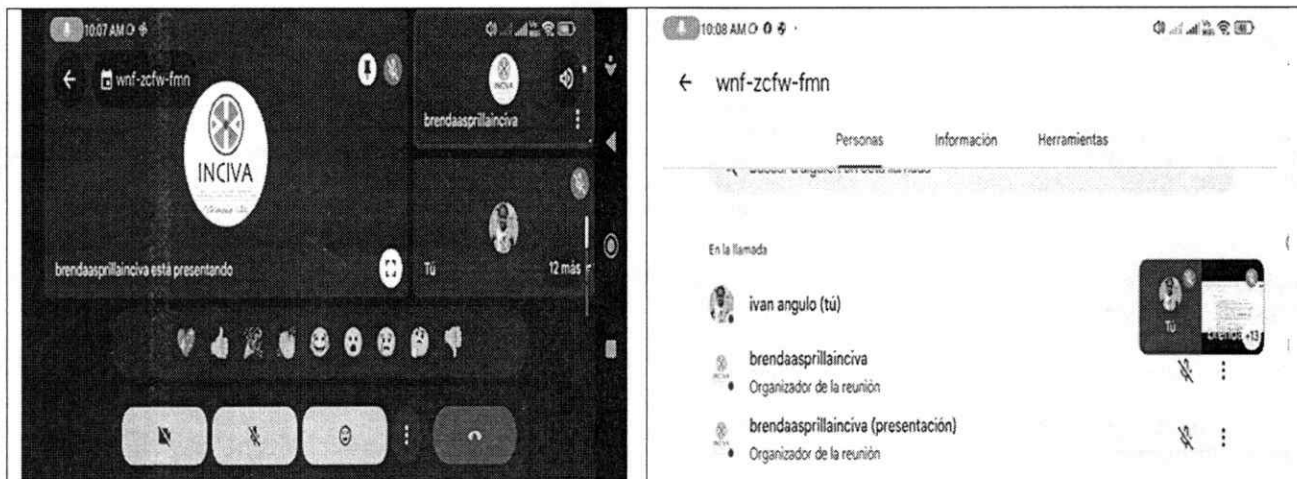 10:07 AM
wnf-zcfw-fmn
INCIVA
brendaasprillainciva está presentando
INCIVA
brendaasprillainciva
Tú
12 más
10:08 AM
wnf-zcfw-fmn
Personas
Información
Herramientas
En la llamada
ivan angulo (tú)
Tú
+13
brendaasprillainciva
Organizador de la reunión
brendaasprillainciva (presentación)
Organizador de la reunión